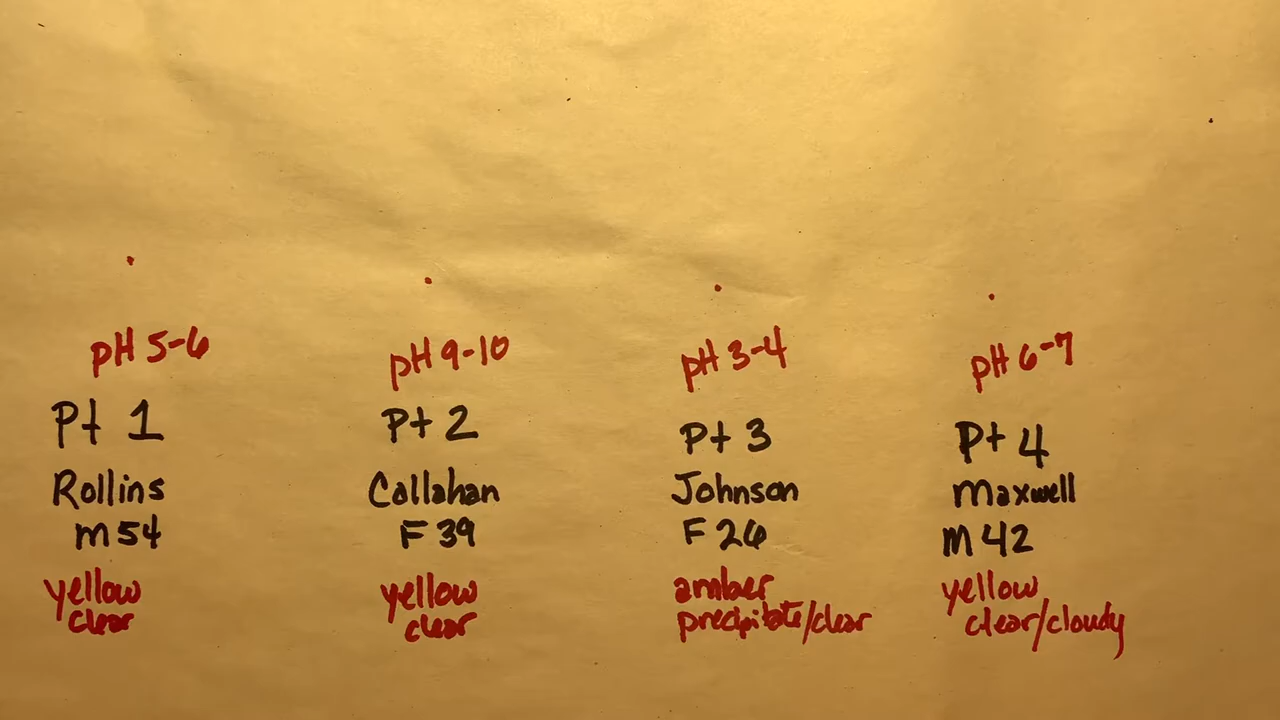 pH 5-6
Pt 1
Rollins
M 54
yellow
clear
pH 9-10
Pt 2
Callahan
F 39
yellow
clear
pH 3-4
Pt 3
Johnson
F 26
amber
precipitate/clear
pH 6-7
Pt 4
Maxwell
M 42
yellow
clear/cloudy